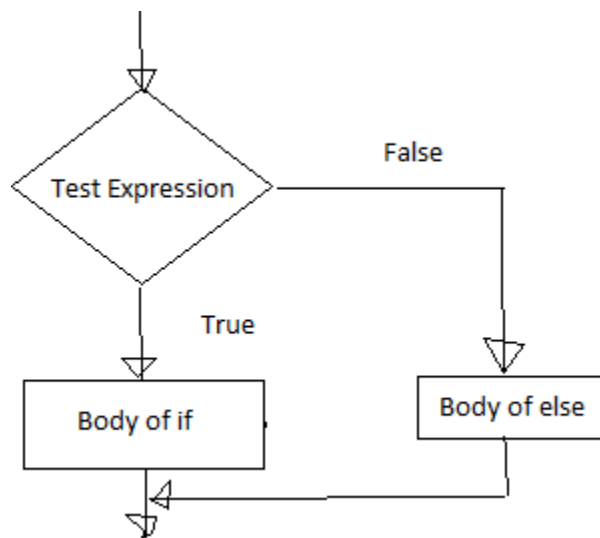 False
Test Expression
True
Body of if
Body of else